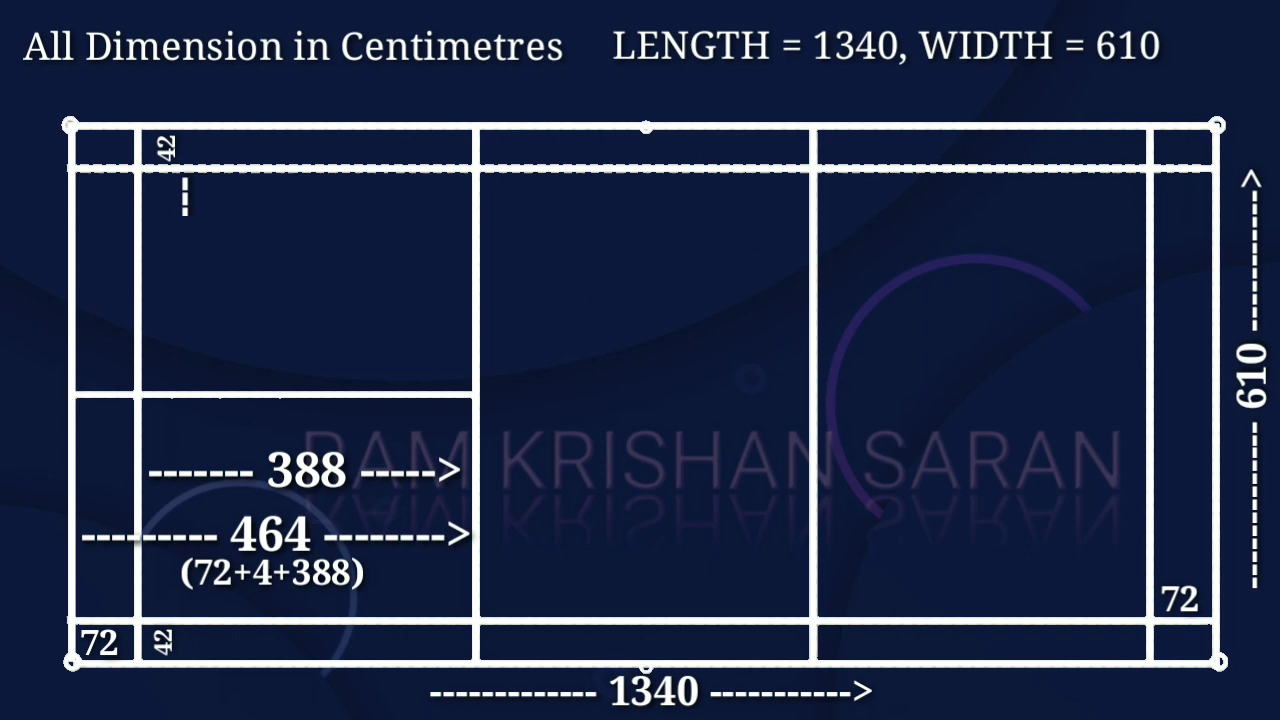 All Dimension in Centimetres LENGTH = 1340, WIDTH = 610
42
------------ 610 ------------>
RAM KRISHAN SARAN
------- 388 ----->
--------- 464 -------->
(72+4+388)
72
72
42
------------- 1340 ----------->